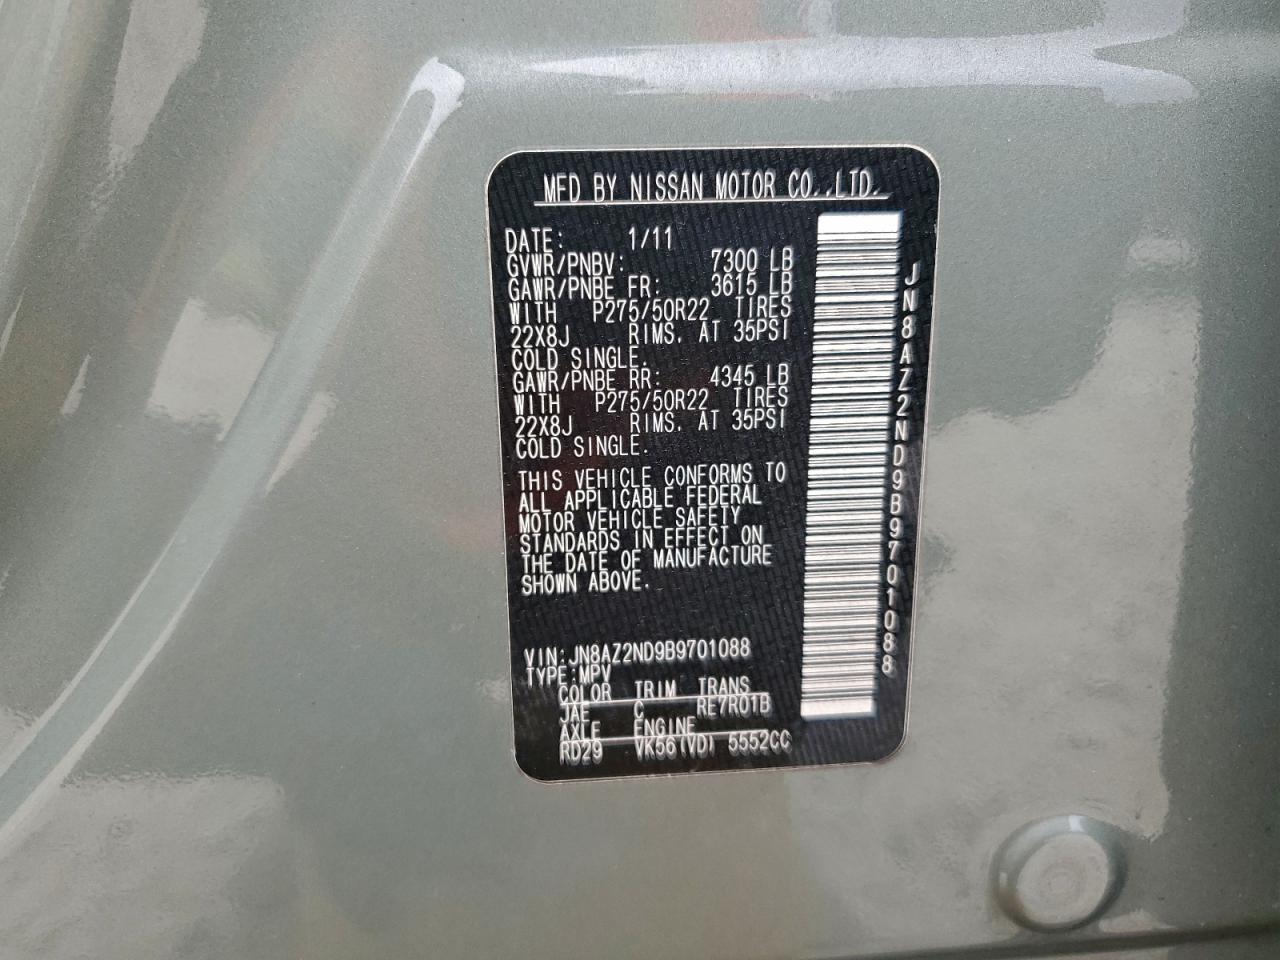 MFD BY NISSAN MOTOR CO.,LTD.
DATE: 1/11
GVWR/PNBV: 7300 LB
GAWR/PNBE FR: 3615 LB
WITH P275/50R22 TIRES
22X8J RIMS. AT 35PSI
COLD SINGLE.
GAWR/PNBE RR: 4345 LB
WITH P275/50R22 TIRES
22X8J RIMS. AT 35PSI
COLD SINGLE.
THIS VEHICLE CONFORMS TO
ALL APPLICABLE FEDERAL
MOTOR VEHICLE SAFETY
STANDARDS IN EFFECT ON
THE DATE OF MANUFACTURE
SHOWN ABOVE.
VIN:JN8AZ2ND9B9701088
TYPE:MPV
COLOR TRIM TRANS
JAE C RE7R01B
AXLE ENGINE
RD29 VK56(VD) 5552CC
JN8AZ2ND9B9701088